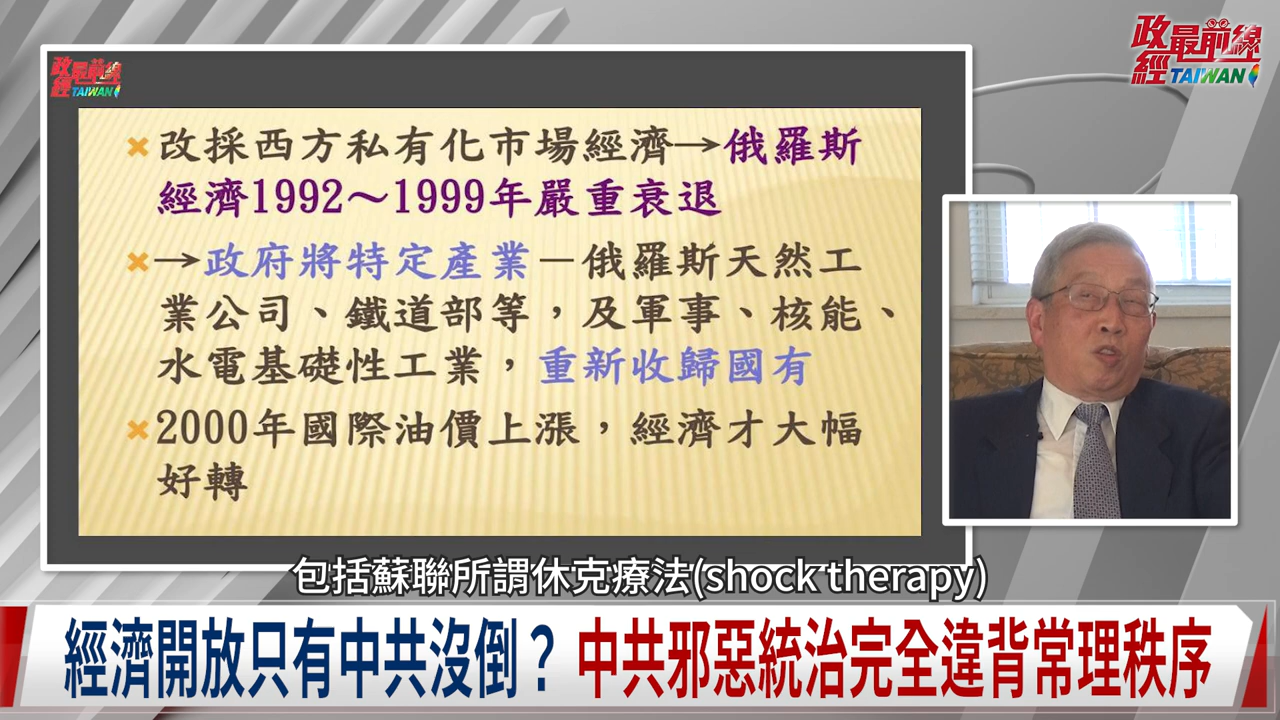 政經最前線
TAIWAN
政經最前線
TAIWAN
改採西方私有化市場經濟→俄羅斯
經濟1992～1999年嚴重衰退
→政府將特定產業－俄羅斯天然工
業公司、鐵道部等，及軍事、核能、
水電基礎性工業，重新收歸國有
2000年國際油價上漲，經濟才大幅
好轉
包括蘇聯所謂休克療法(shock therapy)
經濟開放只有中共沒倒？ 中共邪惡統治完全違背常理秩序